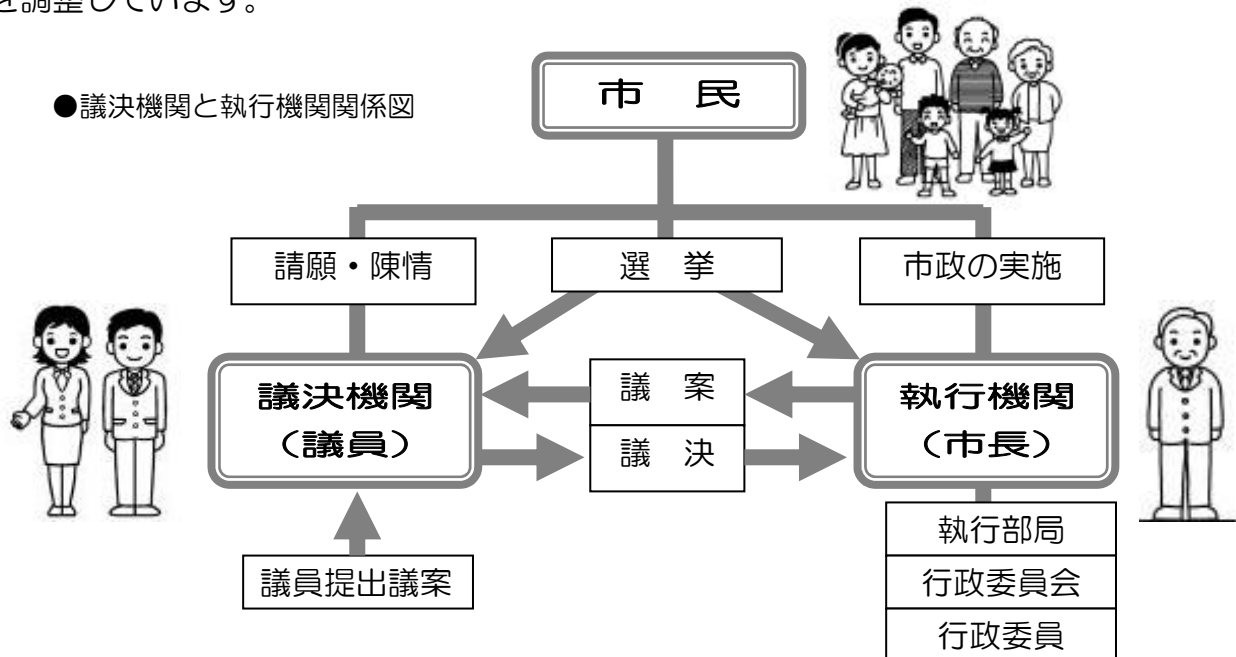 を調整しています。
●議決機関と執行機関関係図
市　民
請願・陳情
選　挙
市政の実施
議決機関
(議員)
議　案
議　決
執行機関
(市長)
議員提出議案
執行部局
行政委員会
行政委員